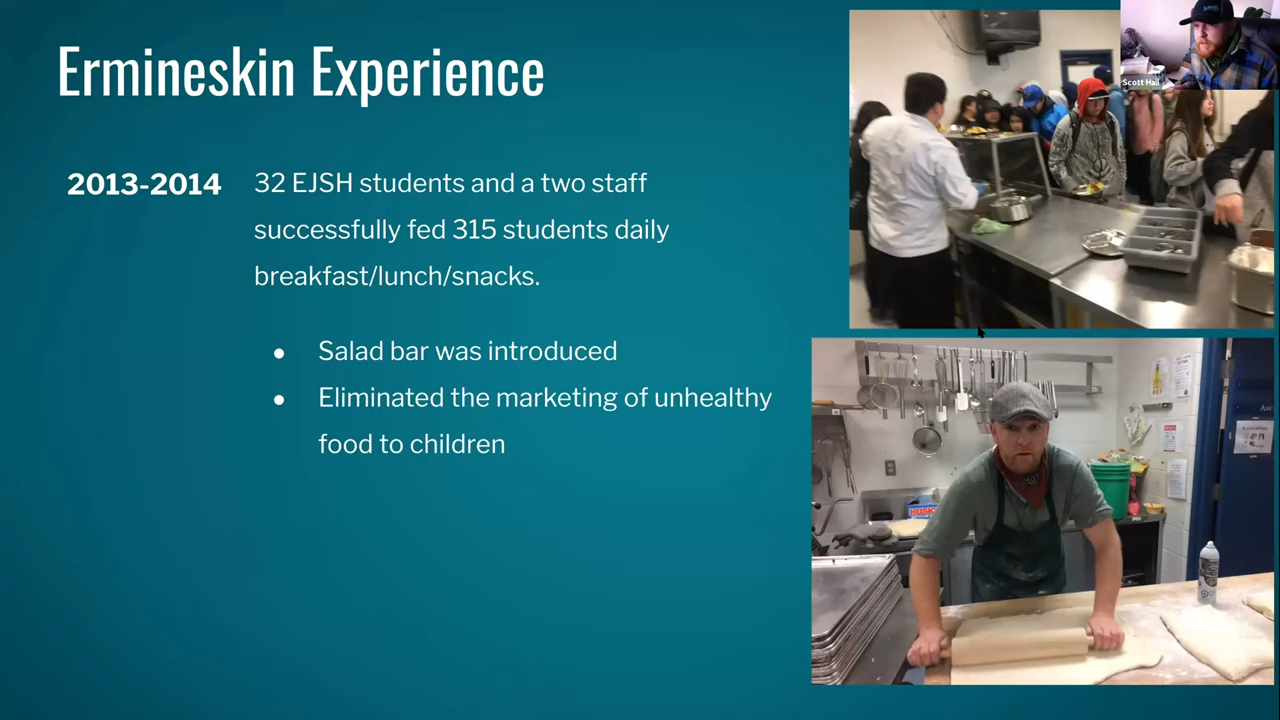 Ermineskin Experience
2013-2014
32 EJSH students and a two staff
successfully fed 315 students daily
breakfast/lunch/snacks.
● Salad bar was introduced
● Eliminated the marketing of unhealthy
food to children
Scott Hall
HUSKY